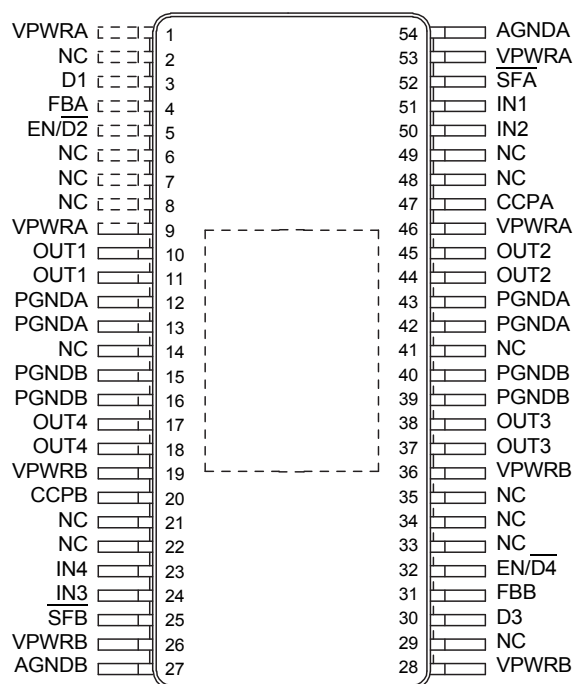 VPWRA 1 54 AGNDA
NC 2 53 VPWRA
D1 3 52 S̅F̅A̅
FBA 4 51 IN1
EN/D̅2̅ 5 50 IN2
NC 6 49 NC
NC 7 48 NC
NC 8 47 CCPA
VPWRA 9 46 VPWRA
OUT1 10 45 OUT2
OUT1 11 44 OUT2
PGNDA 12 43 PGNDA
PGNDA 13 42 PGNDA
NC 14 41 NC
PGNDB 15 40 PGNDB
PGNDB 16 39 PGNDB
OUT4 17 38 OUT3
OUT4 18 37 OUT3
VPWRB 19 36 VPWRB
CCPB 20 35 NC
NC 21 34 NC
NC 22 33 NC
IN4 23 32 EN/D̅4̅
IN3 24 31 FBB
S̅F̅B̅ 25 30 D3
VPWRB 26 29 NC
AGNDB 27 28 VPWRB